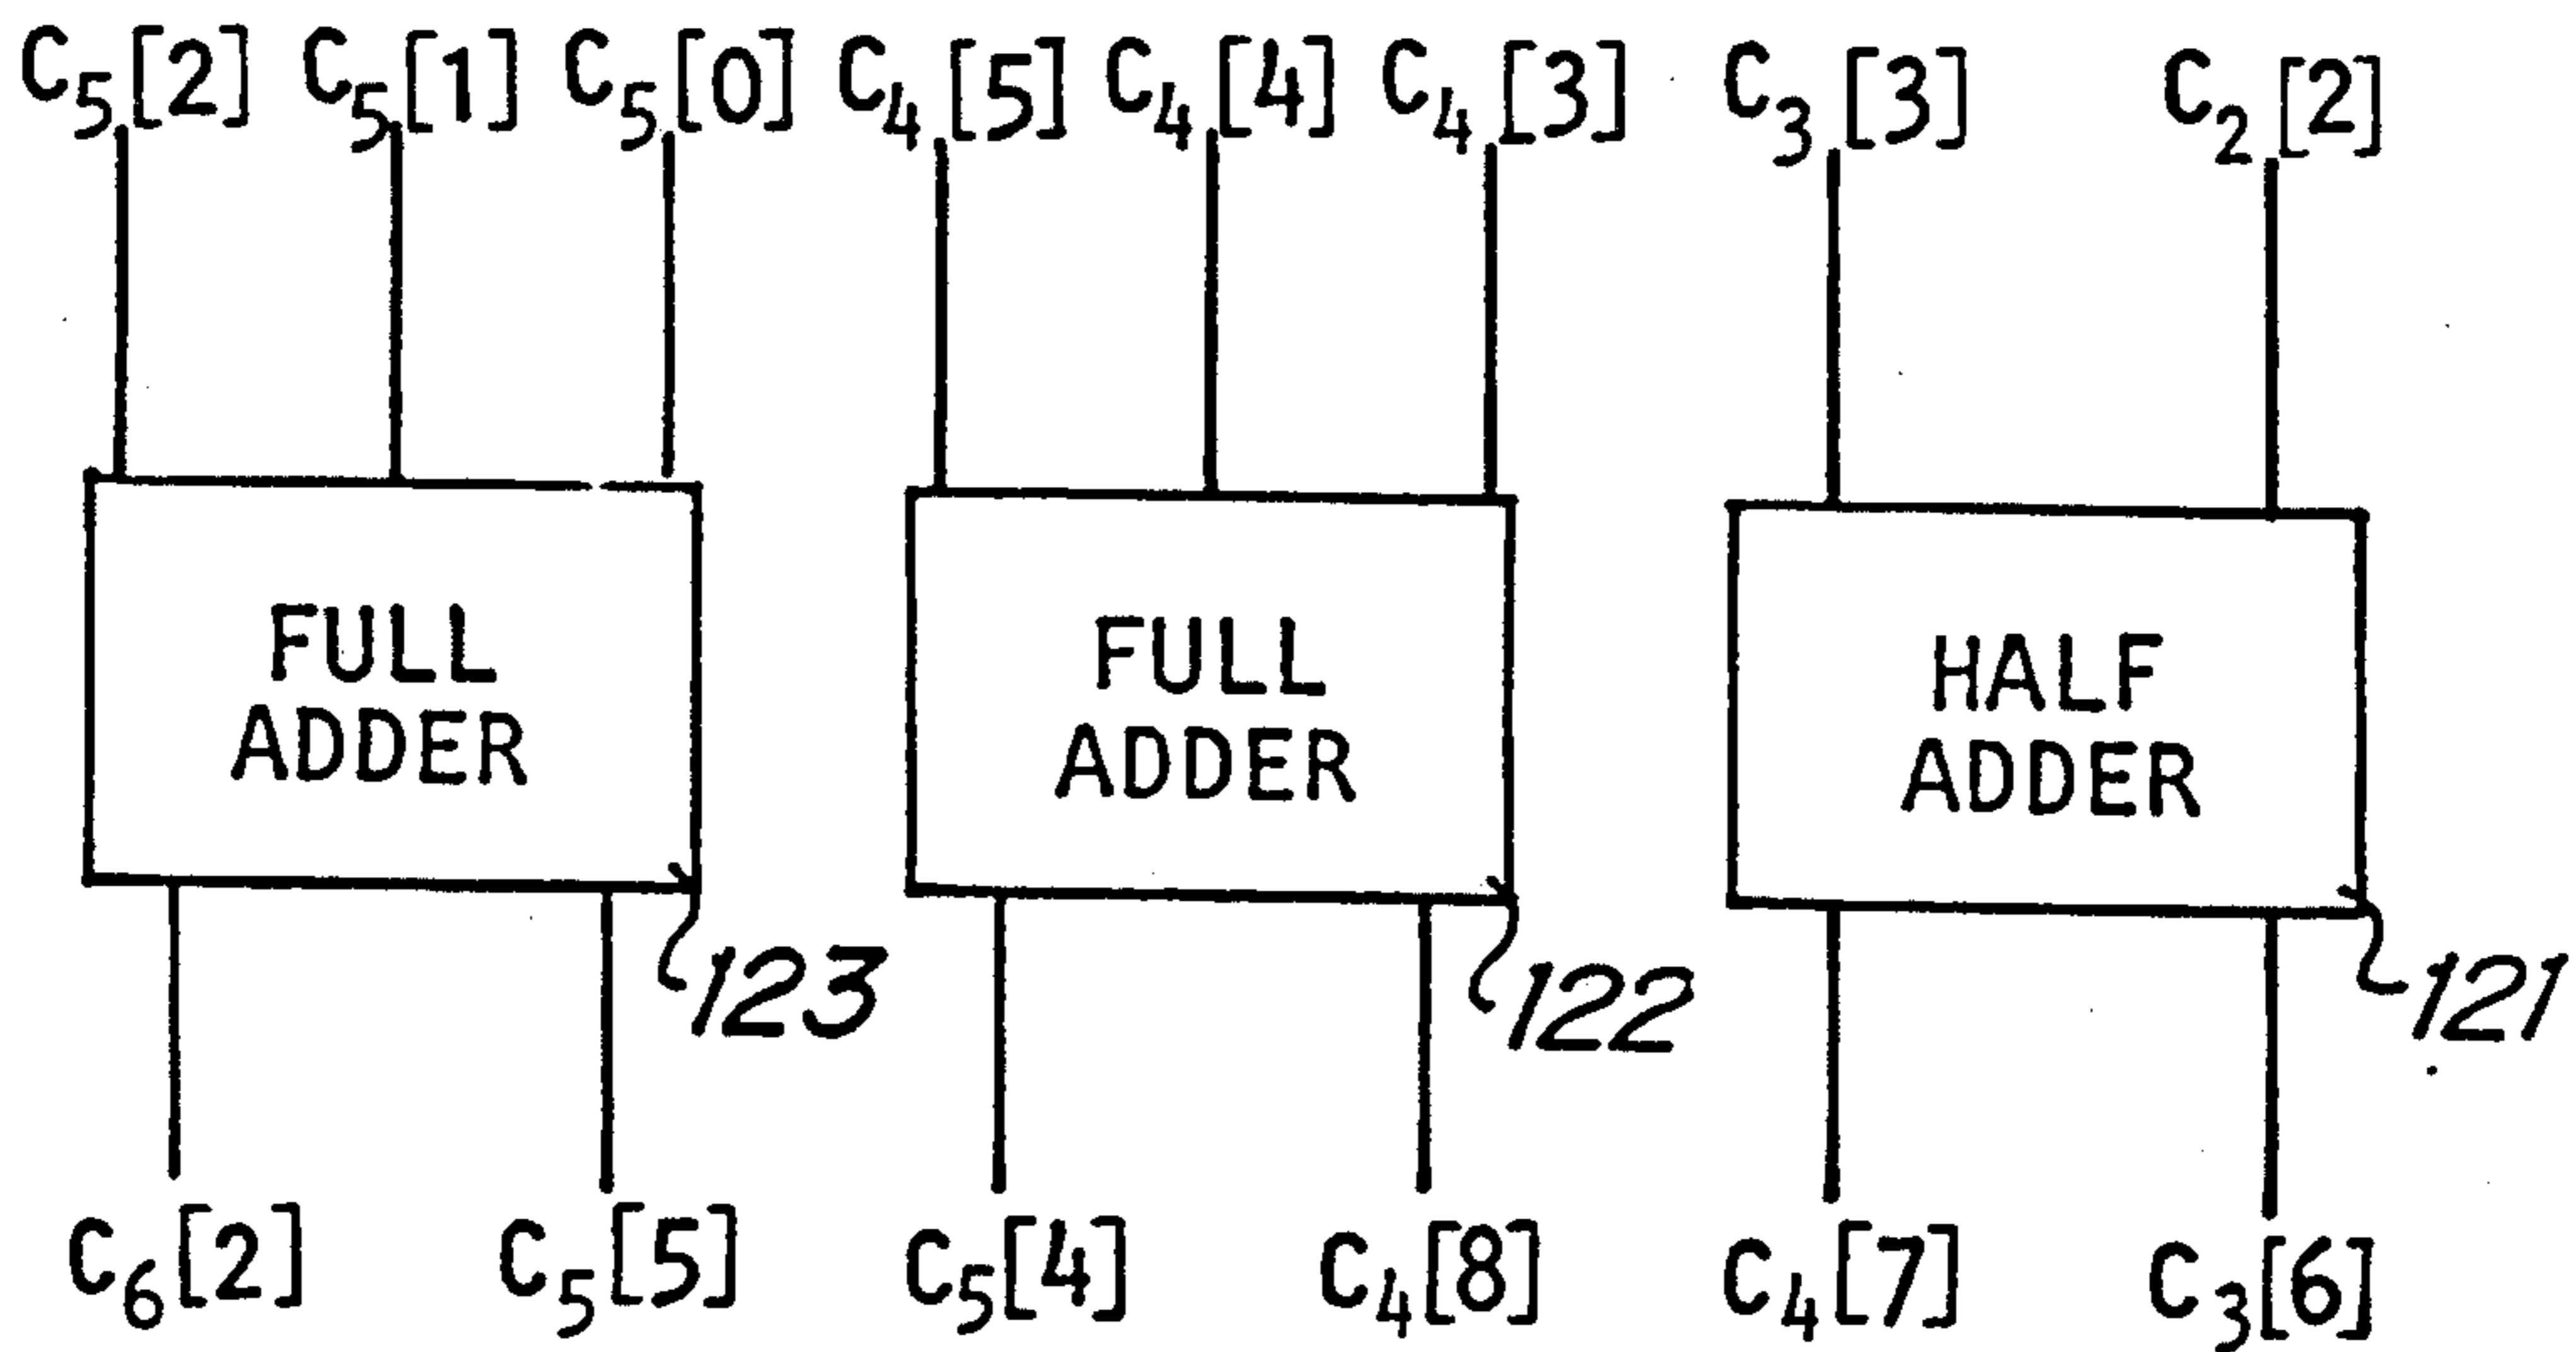 C₅[2] C₅[1] C₅[0] C₄[5] C₄[4] C₄[3] C₃[3] C₂[2]
FULL
ADDER
FULL
ADDER
HALF
ADDER
123
122
121
C₆[2] C₅[5] C₅[4] C₄[8] C₄[7] C₃[6]